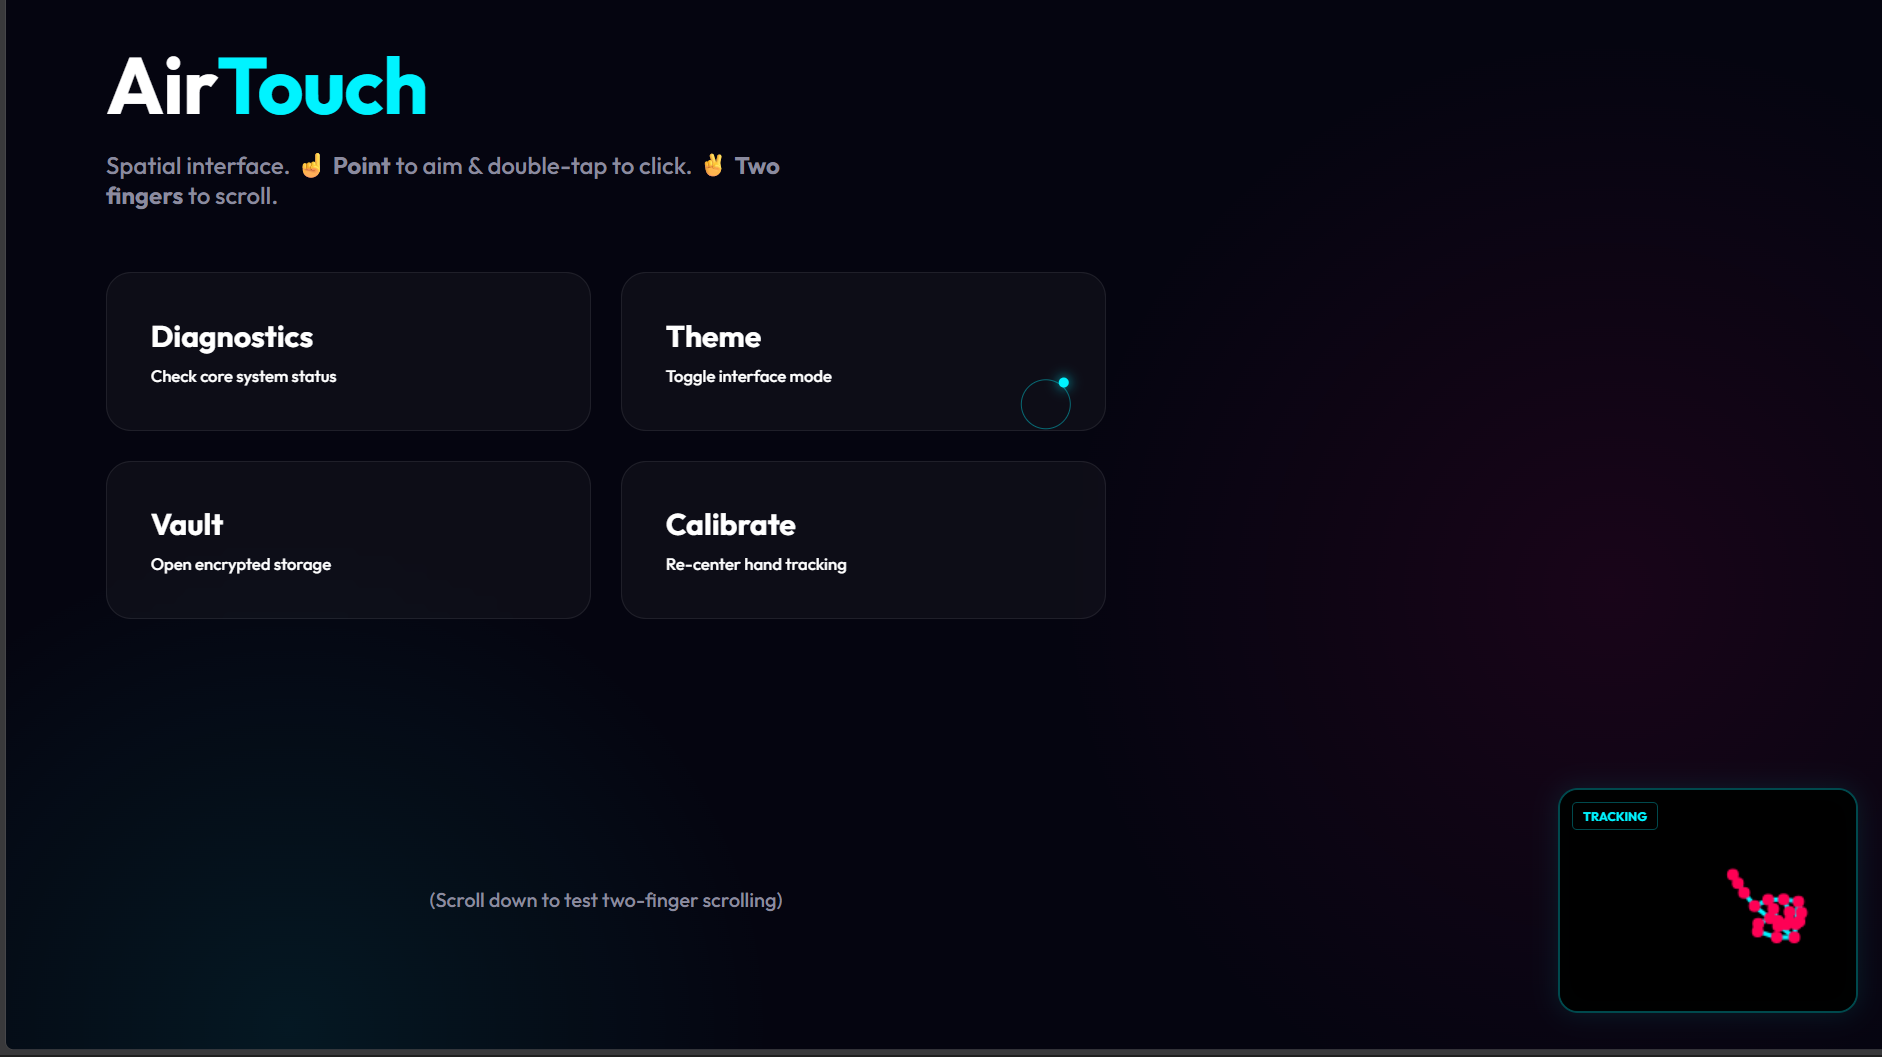 AirTouch
Spatial interface. ☝️ Point to aim & double-tap to click. ✌️ Two
fingers to scroll.
Diagnostics
Check core system status
Theme
Toggle interface mode
Vault
Open encrypted storage
Calibrate
Re-center hand tracking
(Scroll down to test two-finger scrolling)
TRACKING